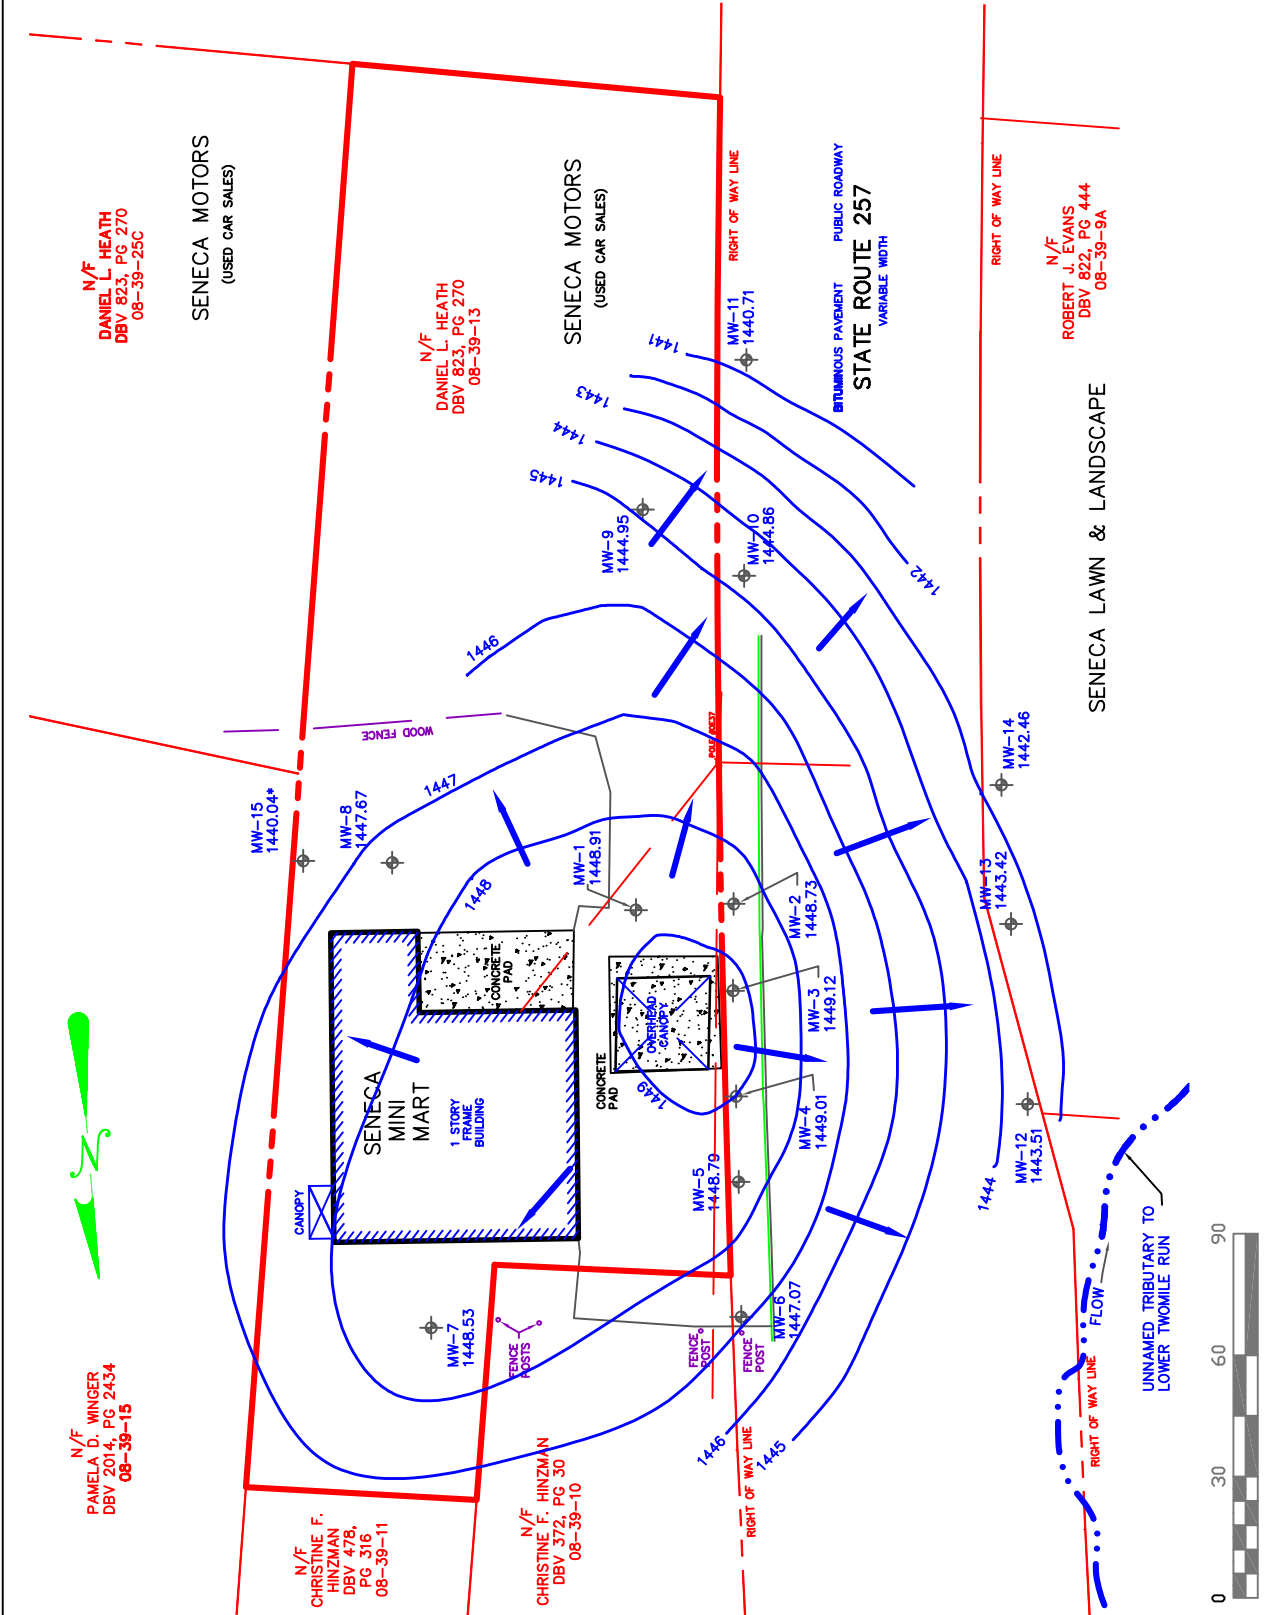 N/F
DANIEL L. HEATH
DBV 823, PG 270
08-39-25C
SENECA MOTORS
(USED CAR SALES)
N/F
DANIEL L. HEATH
DBV 823, PG 270
08-39-13
SENECA MOTORS
(USED CAR SALES)
RIGHT OF WAY LINE
BITUMINOUS PAVEMENT
PUBLIC ROADWAY
STATE ROUTE 257
VARIABLE WIDTH
RIGHT OF WAY LINE
N/F
ROBERT J. EVANS
DBV 822, PG 444
08-39-9A
SENECA LAWN & LANDSCAPE
MW-11
1440.71
1441
1443
1444
1445
1442
MW-9
1444.95
MW-10
1444.86
1446
WOOD FENCE
1447
MW-15
1440.04*
MW-8
1447.67
1448
MW-1
1448.91
MW-14
1442.46
MW-13
1443.42
MW-2
1448.73
MW-3
1449.12
CONCRETE
PAD
OVERHEAD
CANOPY
CONCRETE
PAD
1449
SENECA
MINI
MART
1 STORY
FRAME
BUILDING
MW-4
1449.01
MW-5
1448.79
MW-12
1443.51
1444
CANOPY
N
MW-7
1448.53
FENCE
POSTS
FENCE
POST
FENCE
POST
MW-6
1447.07
1446
1445
RIGHT OF WAY LINE
N/F
PAMELA D. WINGER
DBV 2014, PG 2434
08-39-15
N/F
CHRISTINE F.
HINZMAN
DBV 478,
PG 316
08-39-11
N/F
CHRISTINE F. HINZMAN
DBV 372, PG 30
08-39-10
FLOW
UNNAMED TRIBUTARY TO
LOWER TWOMILE RUN
RIGHT OF WAY LINE
0
30
60
90